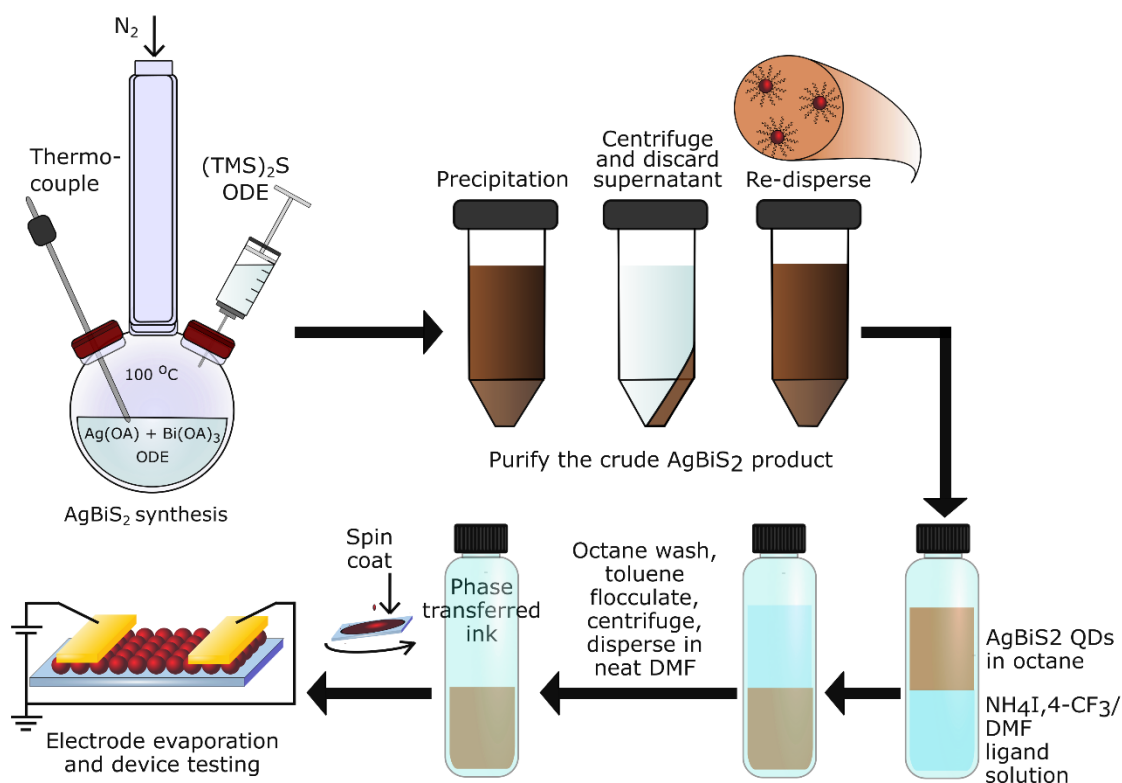 N₂
Thermo-
couple
(TMS)₂S
ODE
100 ⁰C
Ag(OA) + Bi(OA)₃
ODE
AgBiS₂ synthesis
Precipitation
Centrifuge
and discard
supernatant
Re-disperse
Purify the crude AgBiS₂ product
AgBiS2 QDs
in octane
NH₄I,4-CF₃/
DMF
ligand
solution
Octane wash,
toluene
flocculate,
centrifuge,
disperse in
neat DMF
Phase
transferred
ink
Spin
coat
Electrode evaporation
and device testing